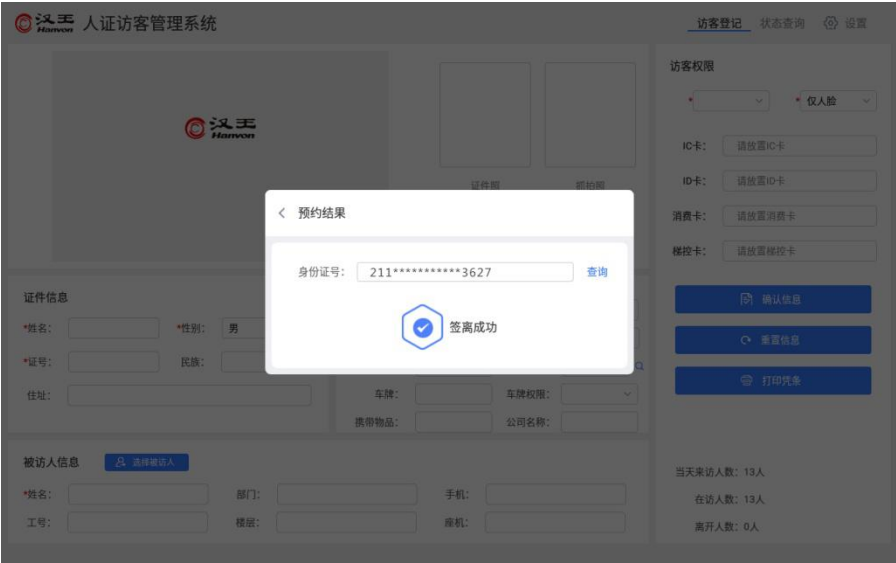 汉王 Hanvon 人证访客管理系统 访客登记 状态查询 设置
访客权限
* * 仅人脸
汉王
Hanvon
IC卡: 请放置IC卡
证件照 抓拍照
ID卡: 请放置ID卡
预约结果
消费卡: 请放置消费卡
梯控卡: 请放置梯控卡
身份证号: 211***********3627 查询
证件信息
确认信息
*姓名: *性别: 男
签离成功
重置信息
*证号: 民族:
打印凭条
住址: 车牌: 车牌权限:
携带物品: 公司名称:
被访人信息 选择被访人
当天来访人数: 13人
*姓名: 部门: 手机:
在访人数: 13人
工号: 楼层: 座机:
离开人数: 0人